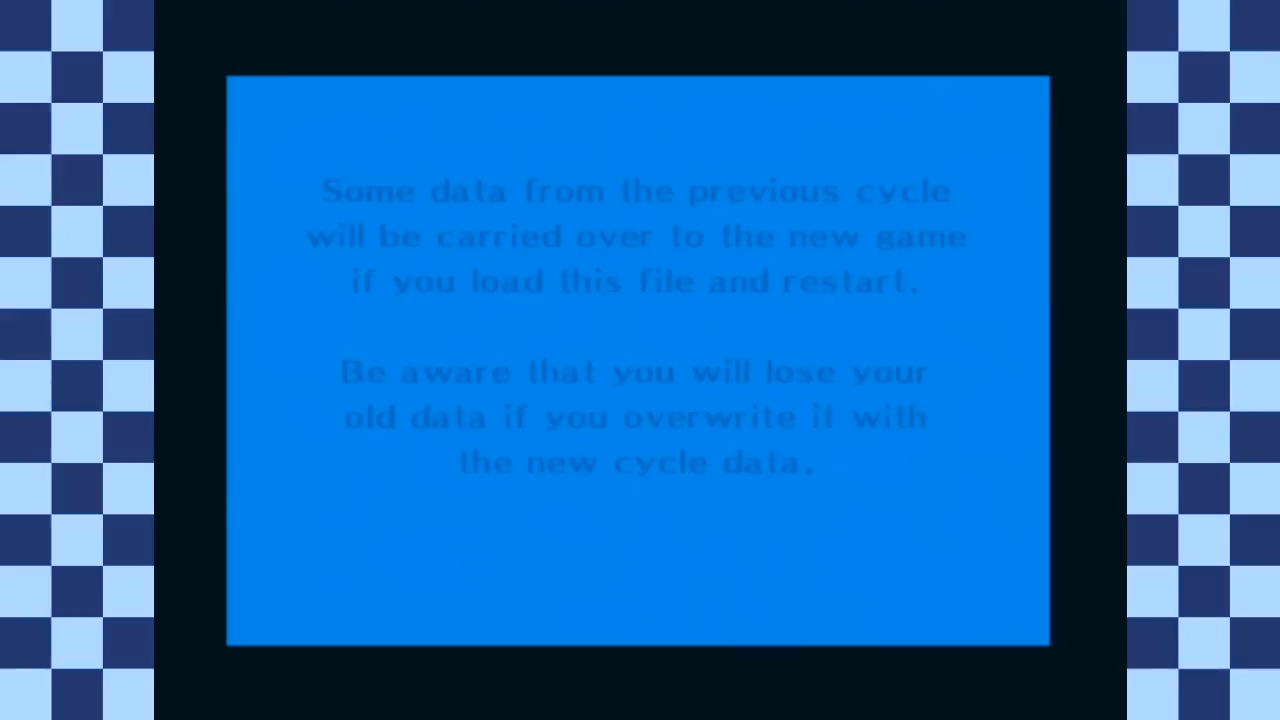 Some data from the previous cycle
will be carried over to the new game
if you load this file and restart.
Be aware that you will lose your
old data if you overwrite it with
the new cycle data.